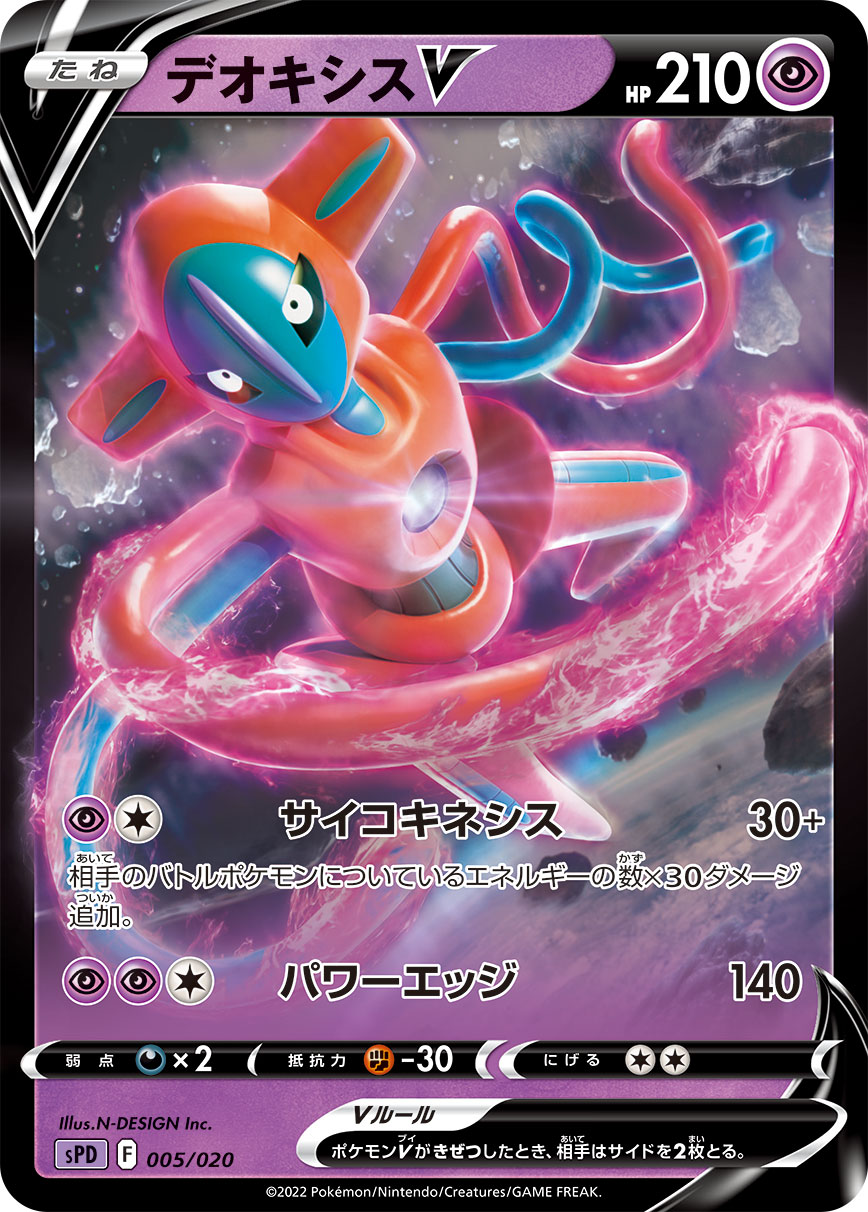 たね デオキシスV HP210
サイコキネシス 30+
相手のバトルポケモンについているエネルギーの数×30ダメージ
追加。
パワーエッジ 140
弱点 ×2 抵抗力 -30 にげる
Illus.N-DESIGN Inc.
Vルール
ポケモンVがきぜつしたとき、相手はサイドを2枚とる。
sPD F 005/020
©2022 Pokémon/Nintendo/Creatures/GAME FREAK.